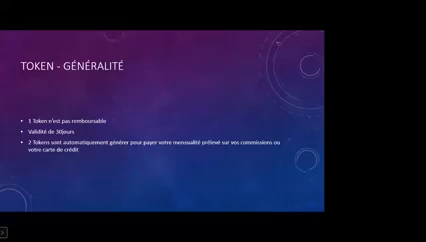 TOKEN - GÉNÉRALITÉ
• 1 Token n'est pas remboursable
• Validité de 30jours
• 2 Tokens sont automatiquement générer pour payer votre mensualité prélevé sur vos commissions ou
votre carte de crédit